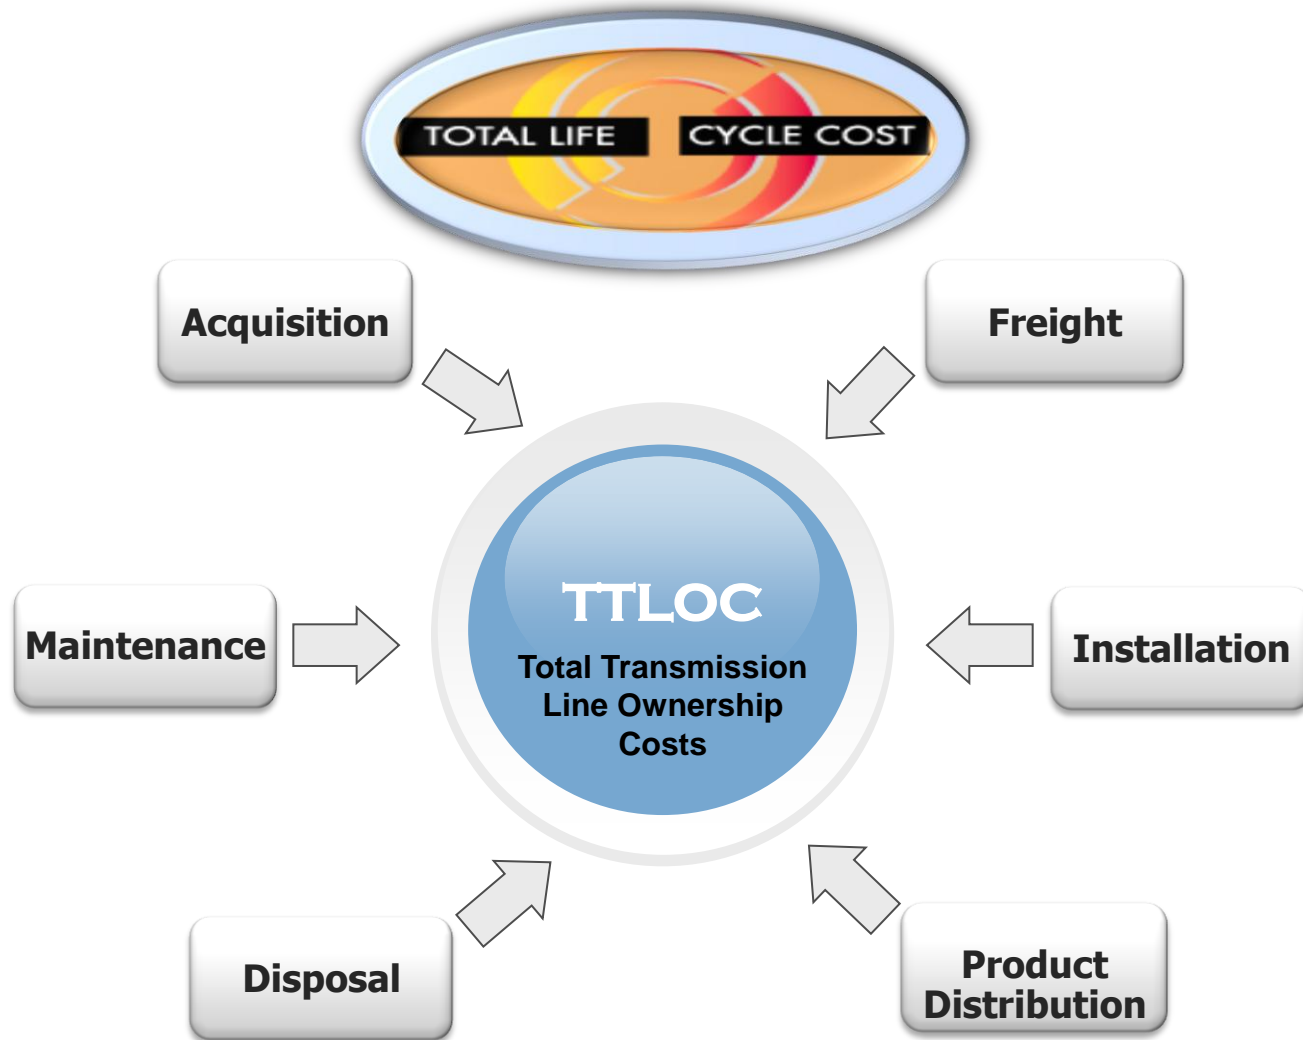 TOTAL LIFE CYCLE COST
Acquisition
Freight
TTLOC
Total Transmission
Line Ownership
Costs
Maintenance
Installation
Disposal
Product
Distribution